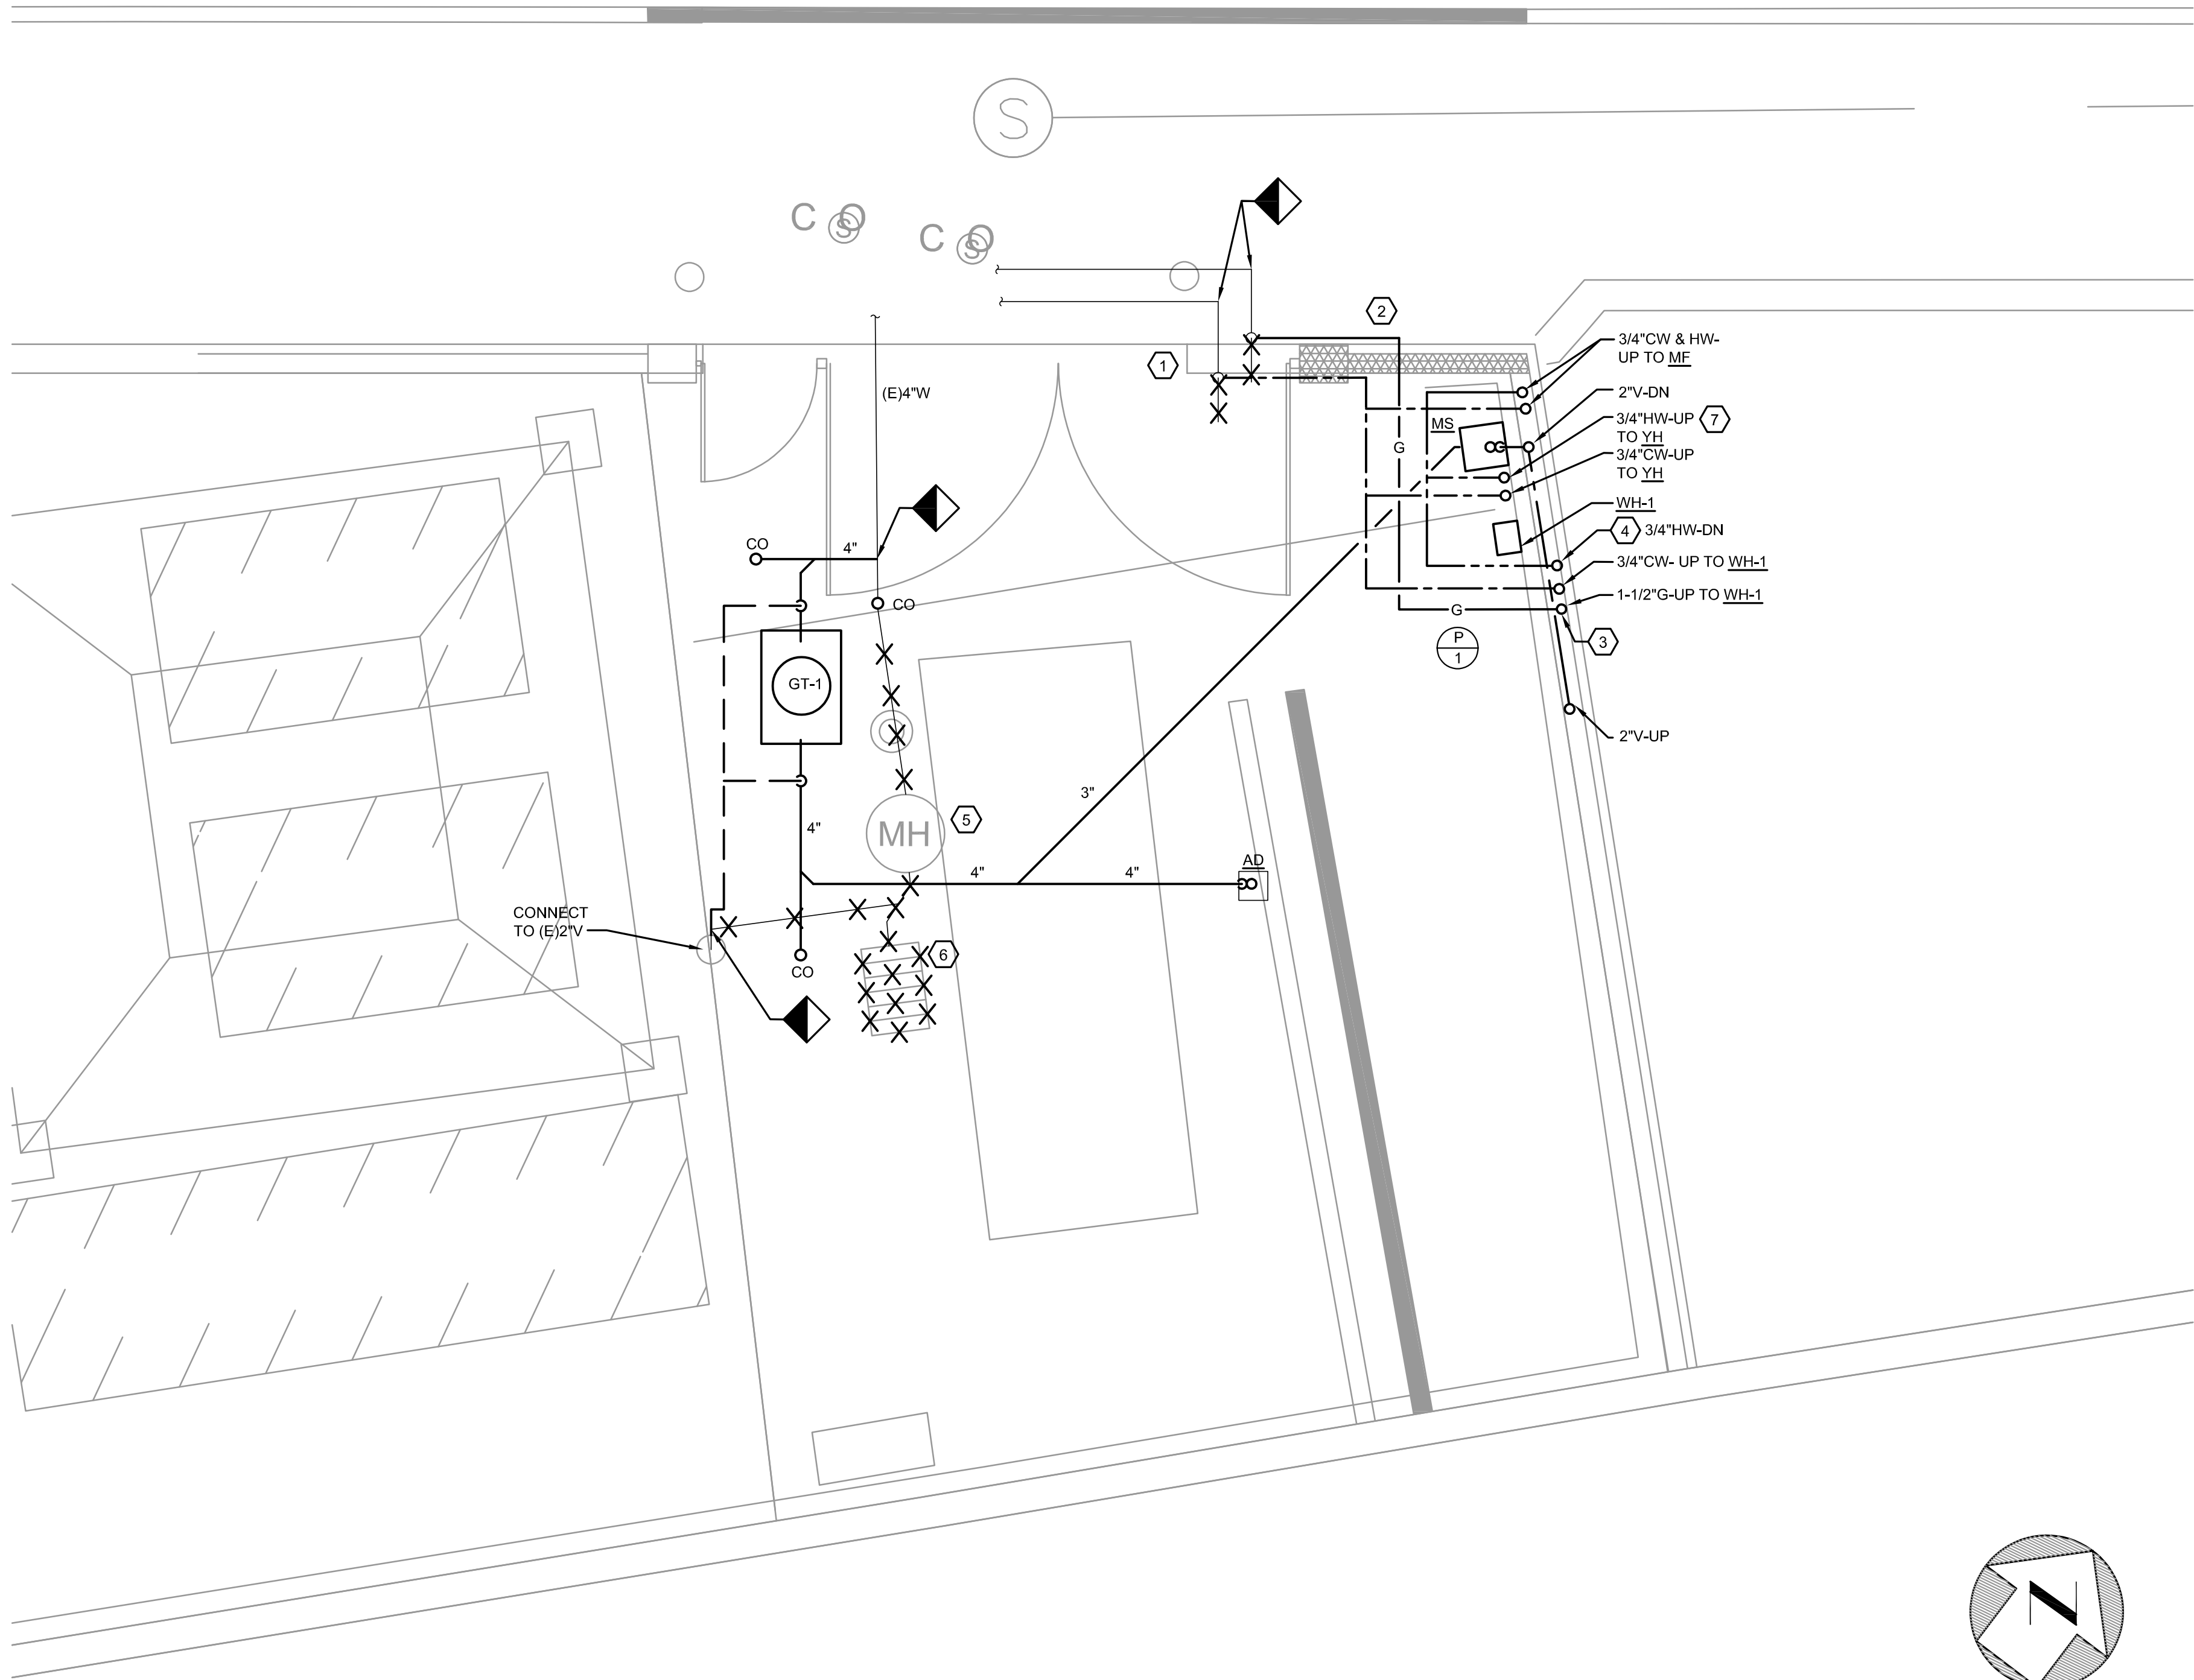 S
C O
S
C O
S
2
1
3/4"CW & HW-
UP TO MF
(E)4"W
2"V-DN
MS
3/4"HW-UP 7
TO YH
G
3/4"CW-UP
TO YH
WH-1
4 3/4"HW-DN
CO
4"
3/4"CW- UP TO WH-1
1-1/2"G-UP TO WH-1
CO
G
3
P
1
GT-1
2"V-UP
3"
5
4"
MH
4"
4"
AD
CONNECT
TO (E)2"V
6
CO
N